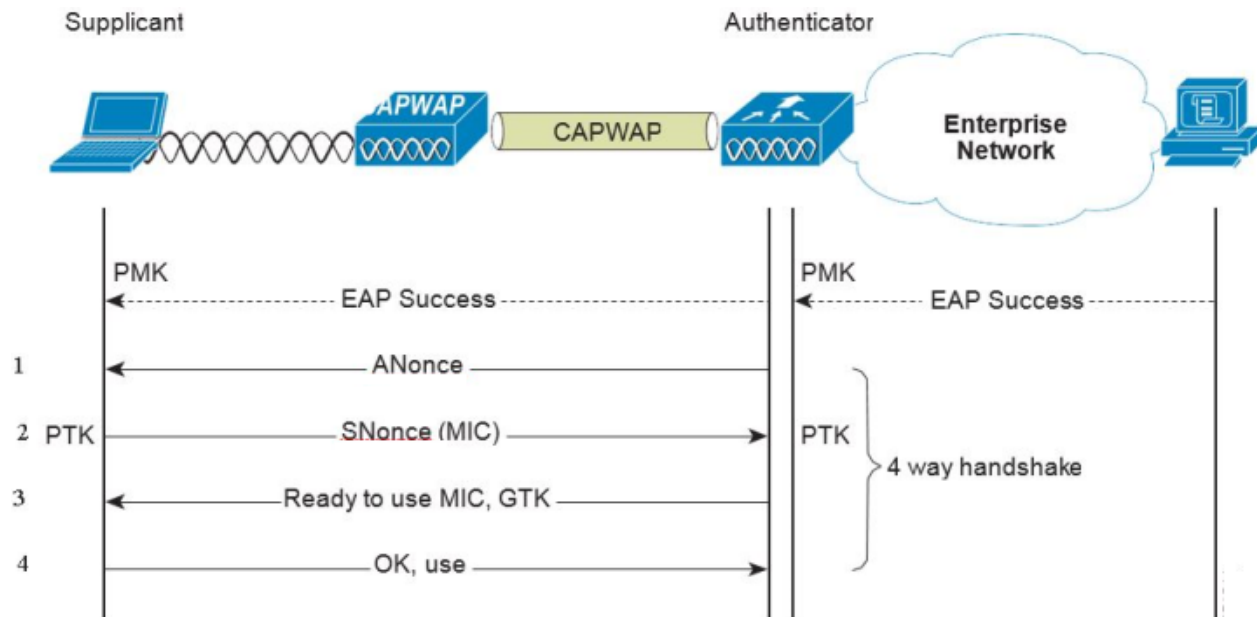 Supplicant
Authenticator
CAPWAP
CAPWAP
Enterprise
Network
PMK
EAP Success
PMK
EAP Success
1
ANonce
2
PTK
SNonce (MIC)
PTK
4 way handshake
3
Ready to use MIC, GTK
4
OK, use